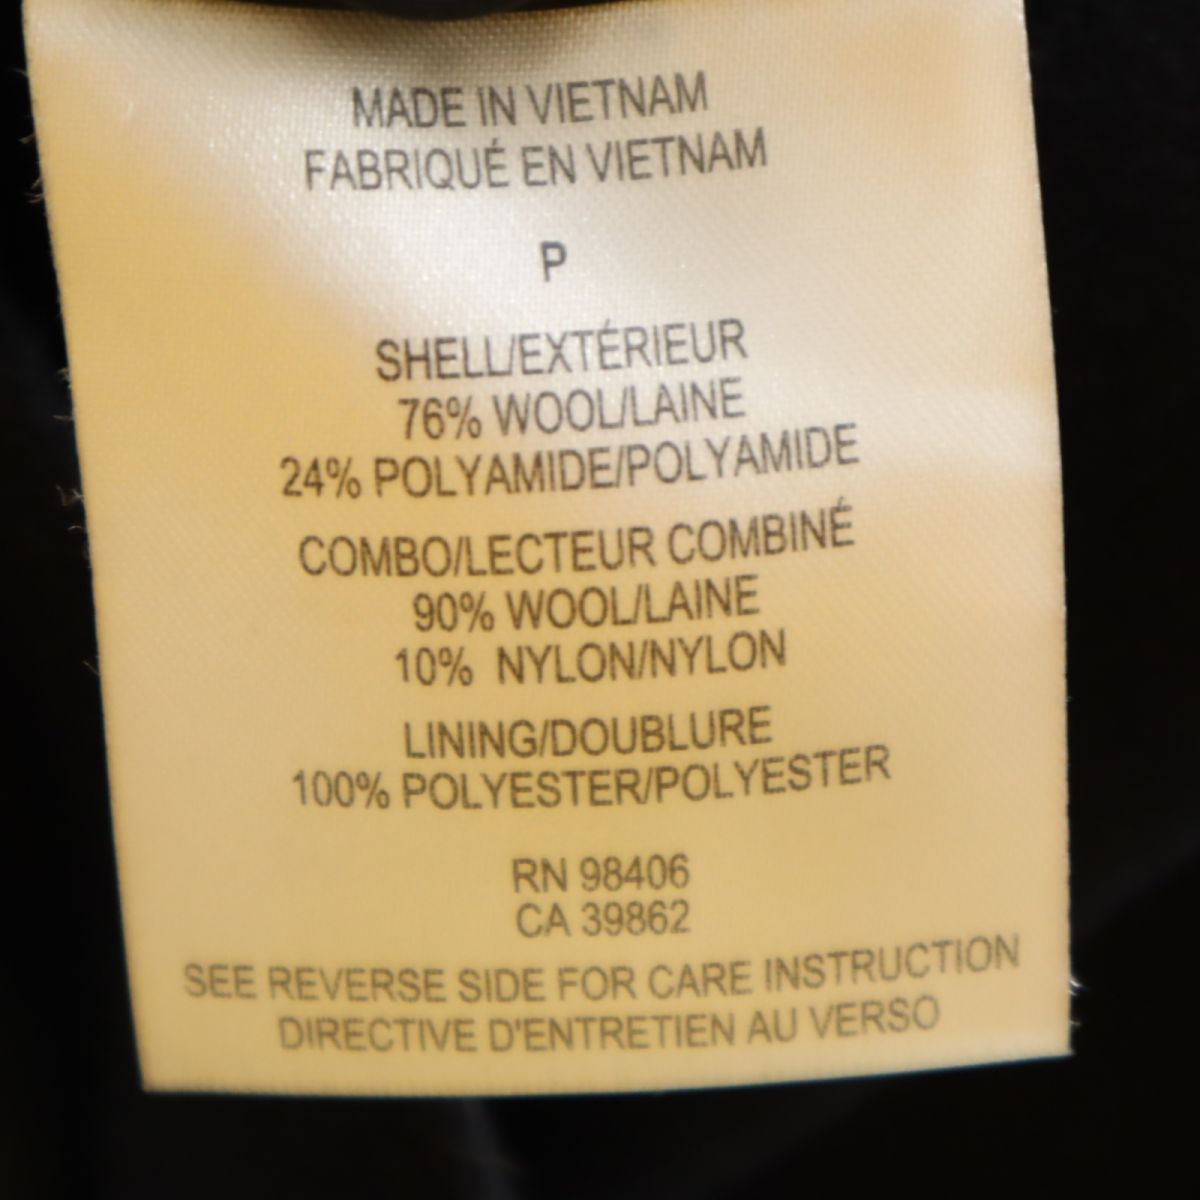 MADE IN VIETNAM
FABRIQUÉ EN VIETNAM
P
SHELL/EXTÉRIEUR
76% WOOL/LAINE
24% POLYAMIDE/POLYAMIDE
COMBO/LECTEUR COMBINÉ
90% WOOL/LAINE
10% NYLON/NYLON
LINING/DOUBLURE
100% POLYESTER/POLYESTER
RN 98406
CA 39862
SEE REVERSE SIDE FOR CARE INSTRUCTION
DIRECTIVE D'ENTRETIEN AU VERSO